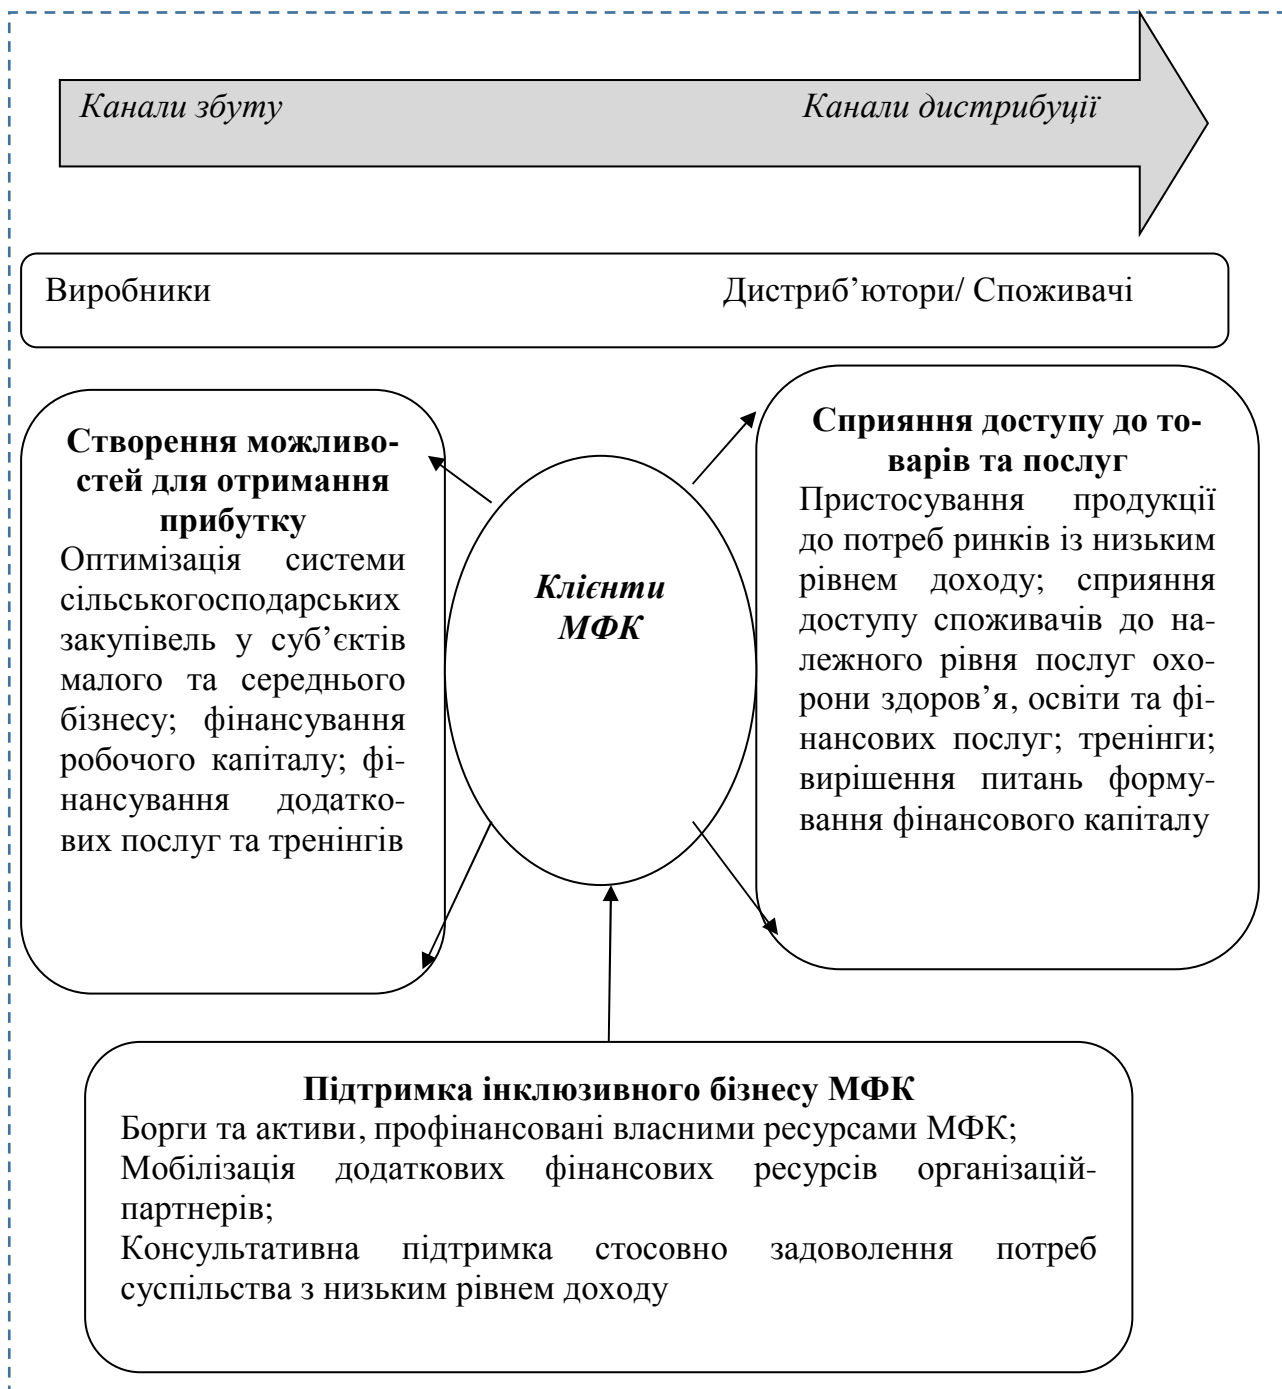 Канали збуту Канали дистрибуції
Виробники Дистриб’ютори/ Споживачі
Створення можливо-
стей для отримання
прибутку
Оптимізація системи
сільськогосподарських
закупівель у суб’єктів
малого та середнього
бізнесу; фінансування
робочого капіталу; фі-
нансування додатко-
вих послуг та тренінгів
Клієнти
МФК
Сприяння доступу до то-
варів та послуг
Пристосування продукції
до потреб ринків із низьким
рівнем доходу; сприяння
доступу споживачів до на-
лежного рівня послуг охо-
рони здоров’я, освіти та фі-
нансових послуг; тренінги;
вирішення питань форму-
вання фінансового капіталу
Підтримка інклюзивного бізнесу МФК
Борги та активи, профінансовані власними ресурсами МФК;
Мобілізація додаткових фінансових ресурсів організацій-
партнерів;
Консультативна підтримка стосовно задоволення потреб
суспільства з низьким рівнем доходу